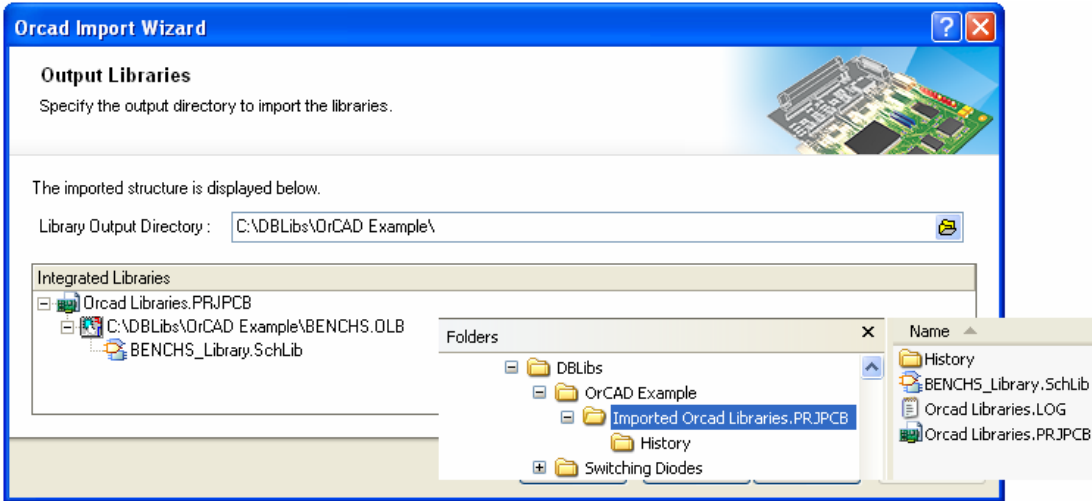 Orcad Import Wizard
Output Libraries
Specify the output directory to import the libraries.
The imported structure is displayed below.
Library Output Directory :
C:\DBLibs\OrCAD Example\
Integrated Libraries
Orcad Libraries.PRJPCB
C:\DBLibs\OrCAD Example\BENCHS.OLB
BENCHS_Library.SchLib
Folders
DBLibs
OrCAD Example
Imported Orcad Libraries.PRJPCB
History
Switching Diodes
Name
History
BENCHS_Library.SchLib
Orcad Libraries.LOG
Orcad Libraries.PRJPCB